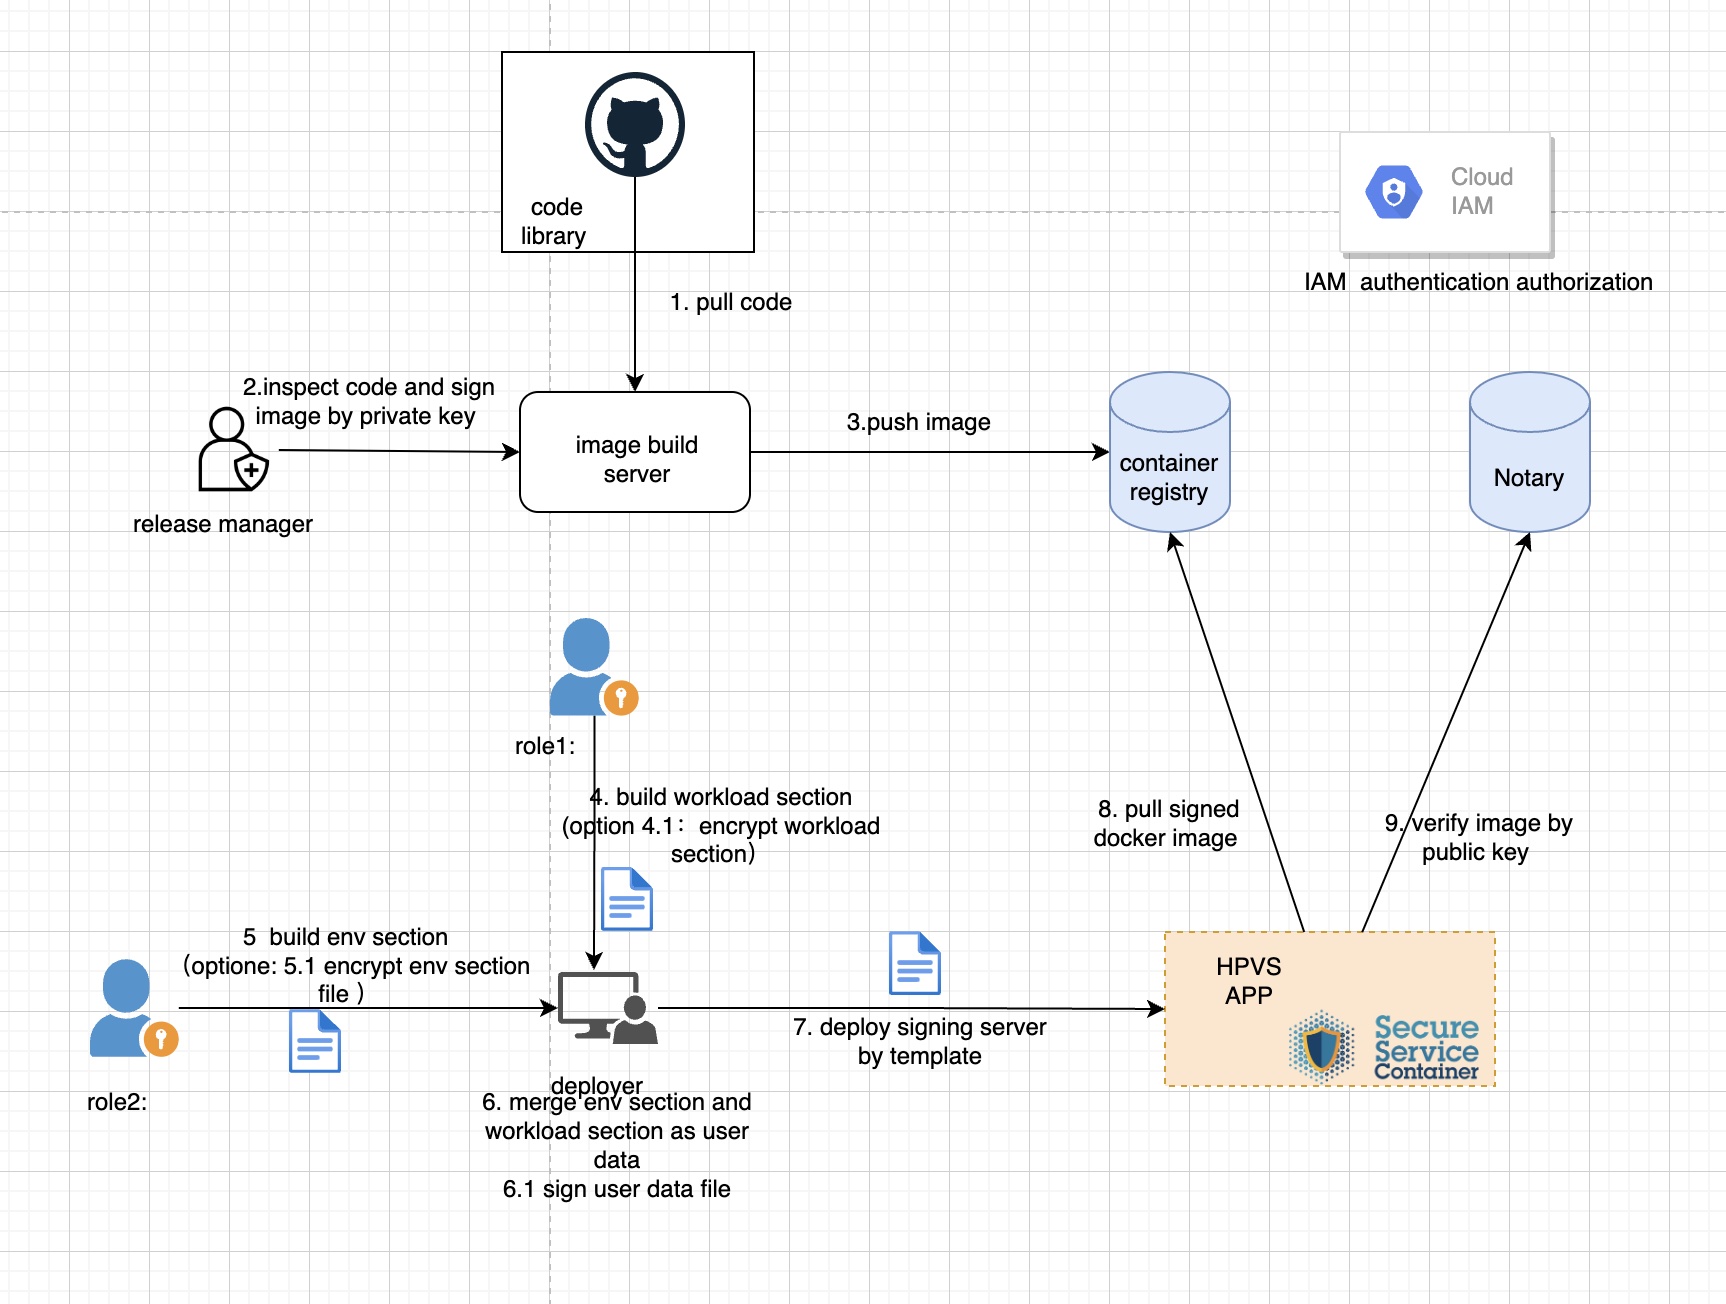 code
library
Cloud
IAM
IAM  authentication authorization
1. pull code
2.inspect code and sign
image by private key
release manager
image build
server
3.push image
container
registry
Notary
role1:
4. build workload section
(option 4.1：encrypt workload
section）
8. pull signed
docker image
9. verify image by
public key
5  build env section
（optione: 5.1 encrypt env section
file ）
role2:
deployer
6. merge env section and
workload section as user
data
6.1 sign user data file
7. deploy signing server
by template
HPVS
APP
Secure
Service
Container